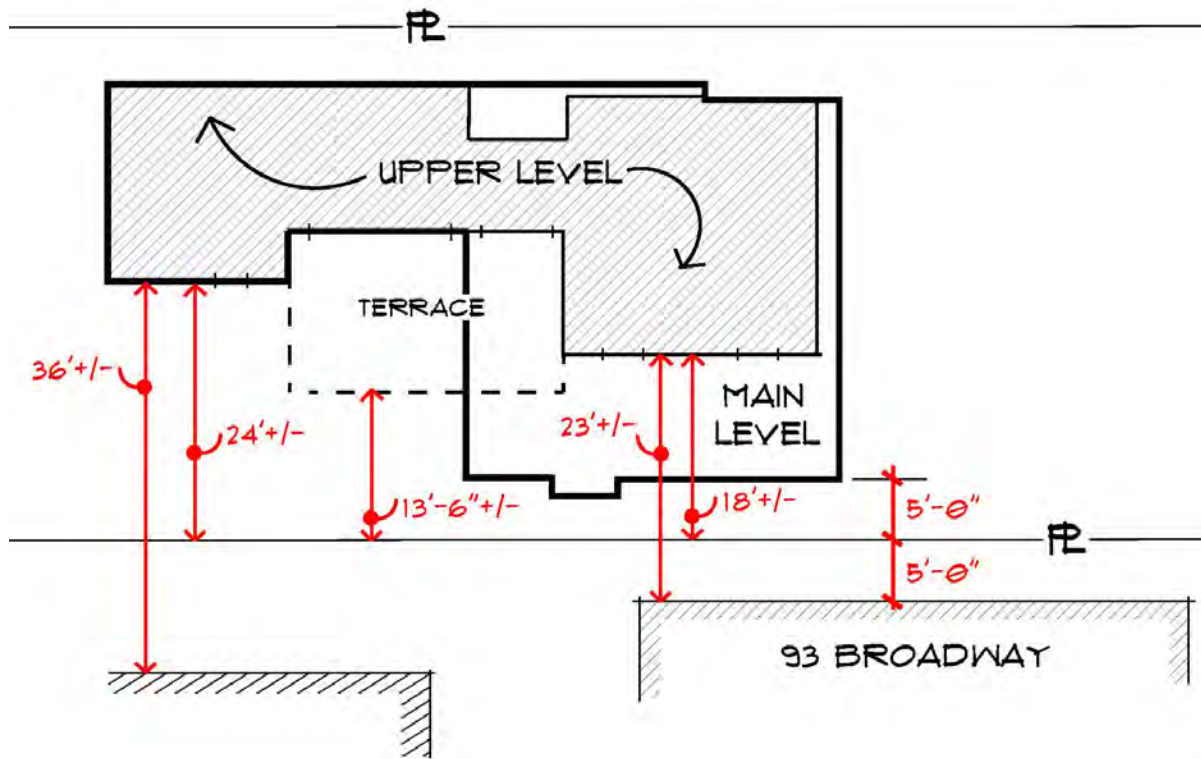 PL
UPPER LEVEL
TERRACE
36'+/-
24'+/-
13'-6"+/-
23'+/-
18'+/-
MAIN
LEVEL
5'-0"
PL
5'-0"
93 BROADWAY